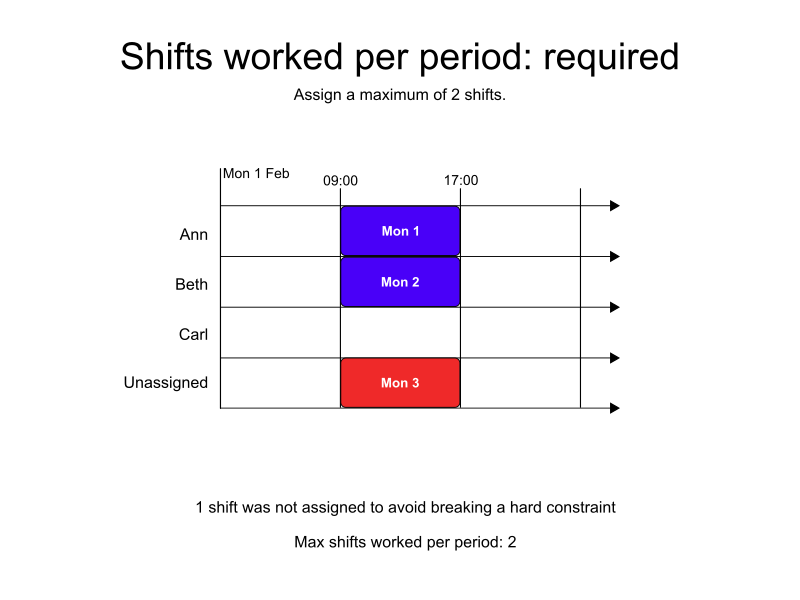 Shifts worked per period: required
Assign a maximum of 2 shifts.
Mon 1 Feb
09:00
17:00
Ann
Mon 1
Beth
Mon 2
Carl
Unassigned
Mon 3
1 shift was not assigned to avoid breaking a hard constraint
Max shifts worked per period: 2